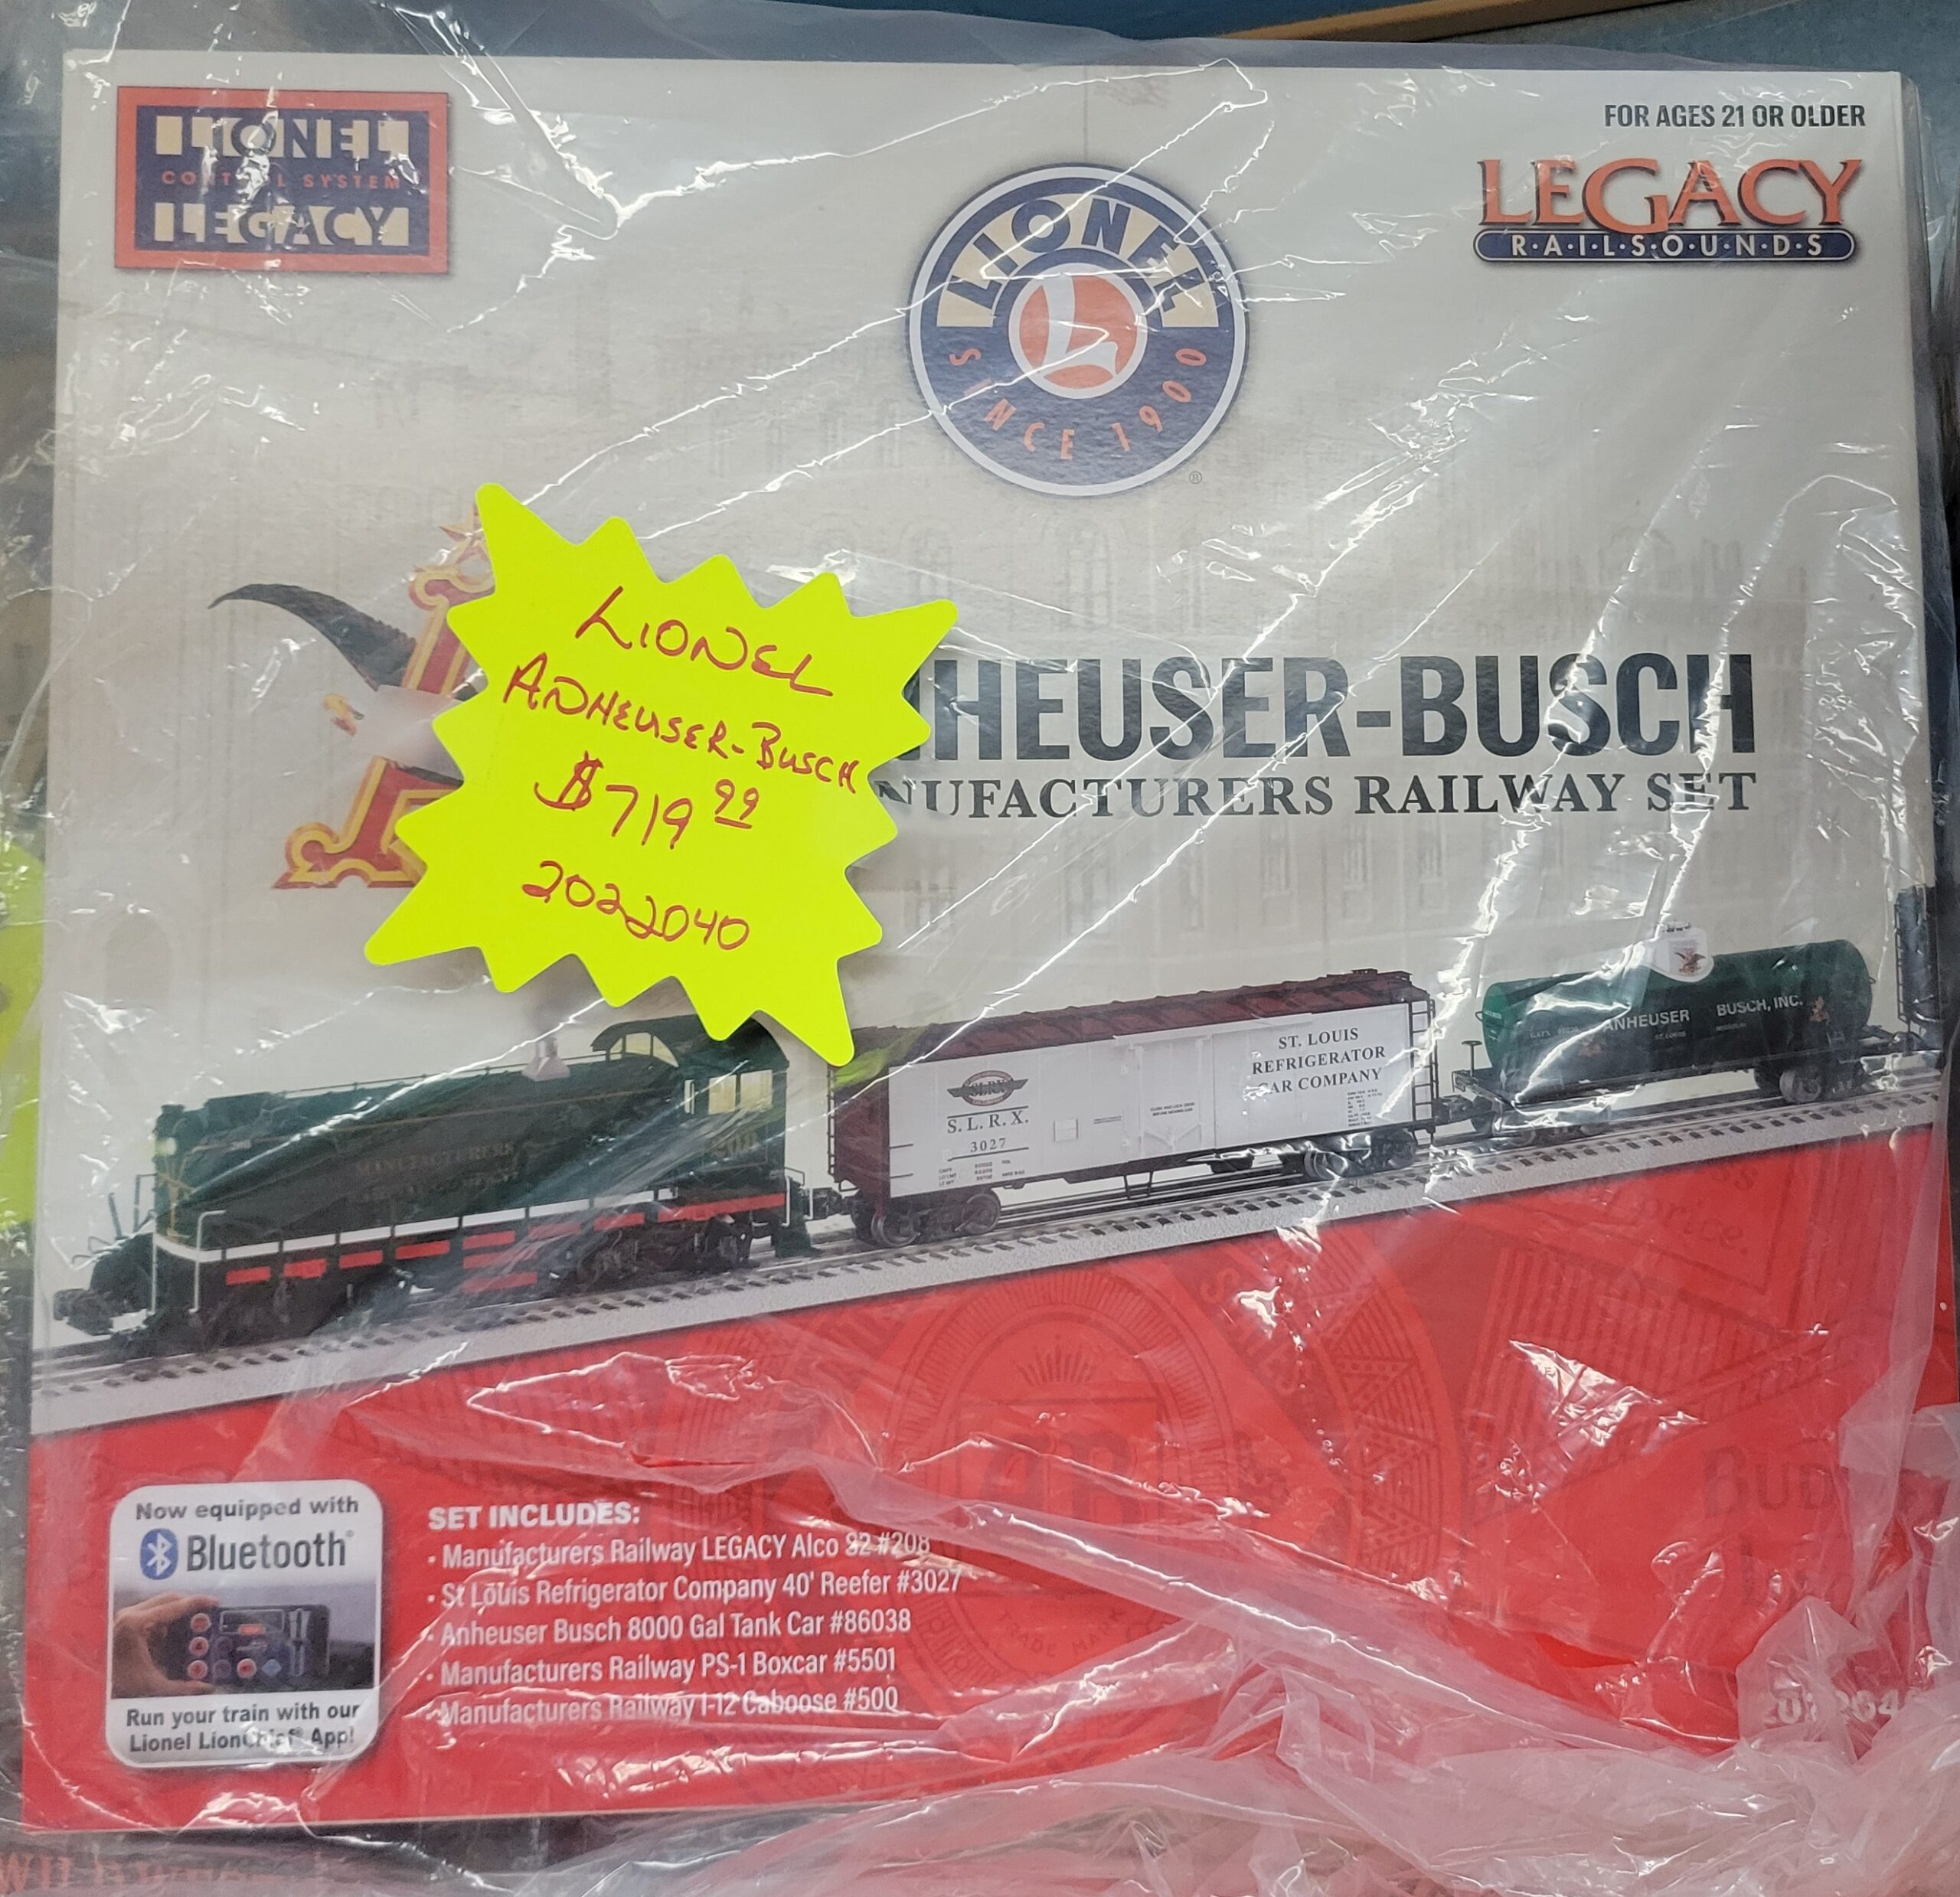 LIONEL
CONTROL SYSTEM
LEGACY
FOR AGES 21 OR OLDER
LEGACY
R·A·I·L·S·O·U·N·D·S
LIONEL
L
SINCE 1900
®
LIONEL
ANHEUSER-BUSCH
$719 99
2022040
HEUSER-BUSCH
NUFACTURERS RAILWAY SET
MANUFACTURERS
SLRX
S. L. R. X.
3027
ST. LOUIS
REFRIGERATOR
CAR COMPANY
ANHEUSER BUSCH, INC.
Now equipped with
Bluetooth®
Run your train with our
Lionel LionChief® App!
SET INCLUDES:
• Manufacturers Railway LEGACY Alco S2 #208
• St Louis Refrigerator Company 40' Reefer #3027
• Anheuser Busch 8000 Gal Tank Car #86038
• Manufacturers Railway PS-1 Boxcar #5501
• Manufacturers Railway I-12 Caboose #500
TRADE MARK